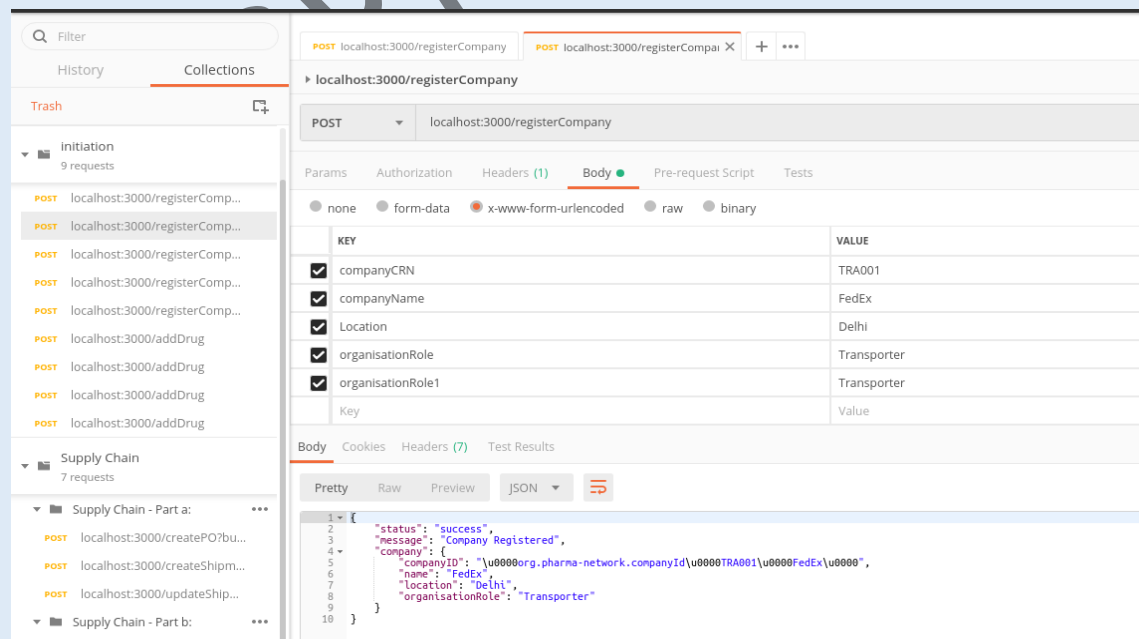 Filter
History Collections
Trash
initiation
9 requests
POST localhost:3000/registerComp...
POST localhost:3000/registerComp...
POST localhost:3000/registerComp...
POST localhost:3000/registerComp...
POST localhost:3000/registerComp...
POST localhost:3000/addDrug
POST localhost:3000/addDrug
POST localhost:3000/addDrug
POST localhost:3000/addDrug
Supply Chain
7 requests
Supply Chain - Part a:
POST localhost:3000/createPO?bu...
POST localhost:3000/createShipm...
POST localhost:3000/updateShip...
Supply Chain - Part b:
POST localhost:3000/registerCompany POST localhost:3000/registerCompa
localhost:3000/registerCompany
POST localhost:3000/registerCompany
Params Authorization Headers (1) Body Pre-request Script Tests
none form-data x-www-form-urlencoded raw binary
KEY VALUE
companyCRN TRA001
companyName FedEx
Location Delhi
organisationRole Transporter
organisationRole1 Transporter
Key Value
Body Cookies Headers (7) Test Results
Pretty Raw Preview JSON
1 {
2 "status": "success",
3 "message": "Company Registered",
4 "company": {
5 "companyID": "\u0000org.pharma-network.companyId\u0000TRA001\u0000FedEx\u0000",
6 "name": "FedEx",
7 "location": "Delhi",
8 "organisationRole": "Transporter"
9 }
10 }